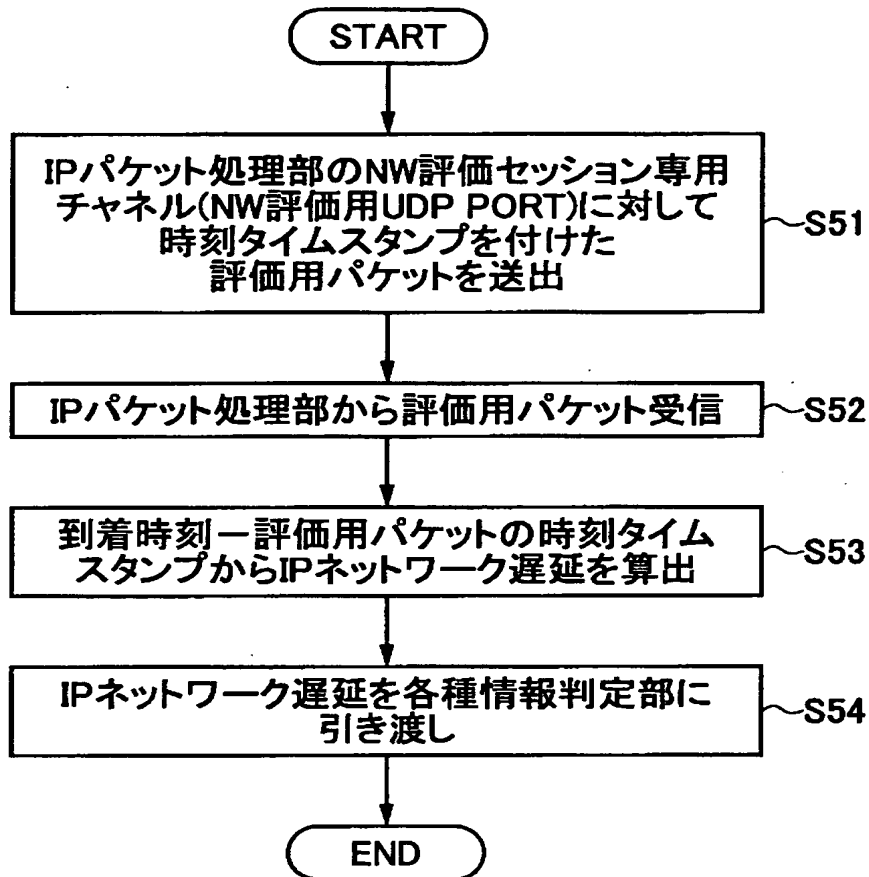 START
IPパケット処理部のNW評価セッション専用
チャネル(NW評価用UDP PORT)に対して
時刻タイムスタンプを付けた
評価用パケットを送出
S51
IPパケット処理部から評価用パケット受信
S52
到着時刻－評価用パケットの時刻タイム
スタンプからIPネットワーク遅延を算出
S53
IPネットワーク遅延を各種情報判定部に
引き渡し
S54
END